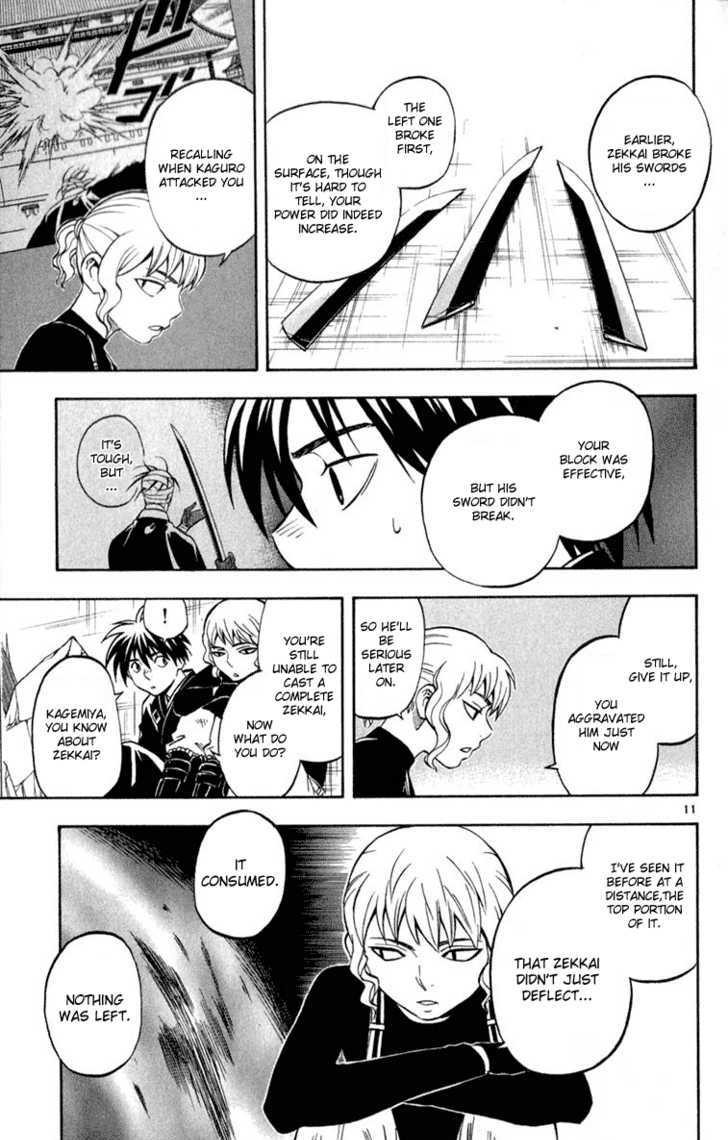 EARLIER,
ZEKKAI BROKE
HIS SWORDS
...
THE
LEFT ONE
BROKE
FIRST,
ON THE
SURFACE, THOUGH
IT'S HARD TO
TELL, YOUR
POWER DID INDEED
INCREASE.
RECALLING
WHEN KAGURO
ATTACKED YOU
...
ドドゴ
YOUR
BLOCK WAS
EFFECTIVE,
BUT HIS
SWORD DIDN'T
BREAK.
IT'S
TOUGH,
BUT
...
STILL,
GIVE IT UP,
YOU
AGGRAVATED
HIM JUST
NOW
SO HE'LL
BE
SERIOUS
LATER
ON.
YOU'RE
STILL
UNABLE TO
CAST A
COMPLETE
ZEKKAI,
NOW
WHAT DO
YOU DO?
!
KAGEMIYA,
YOU KNOW
ABOUT
ZEKKAI?
11
I'VE SEEN IT
BEFORE AT A
DISTANCE,THE
TOP PORTION
OF IT.
THAT ZEKKAI
DIDN'T JUST
DEFLECT...
IT
CONSUMED.
NOTHING
WAS LEFT.